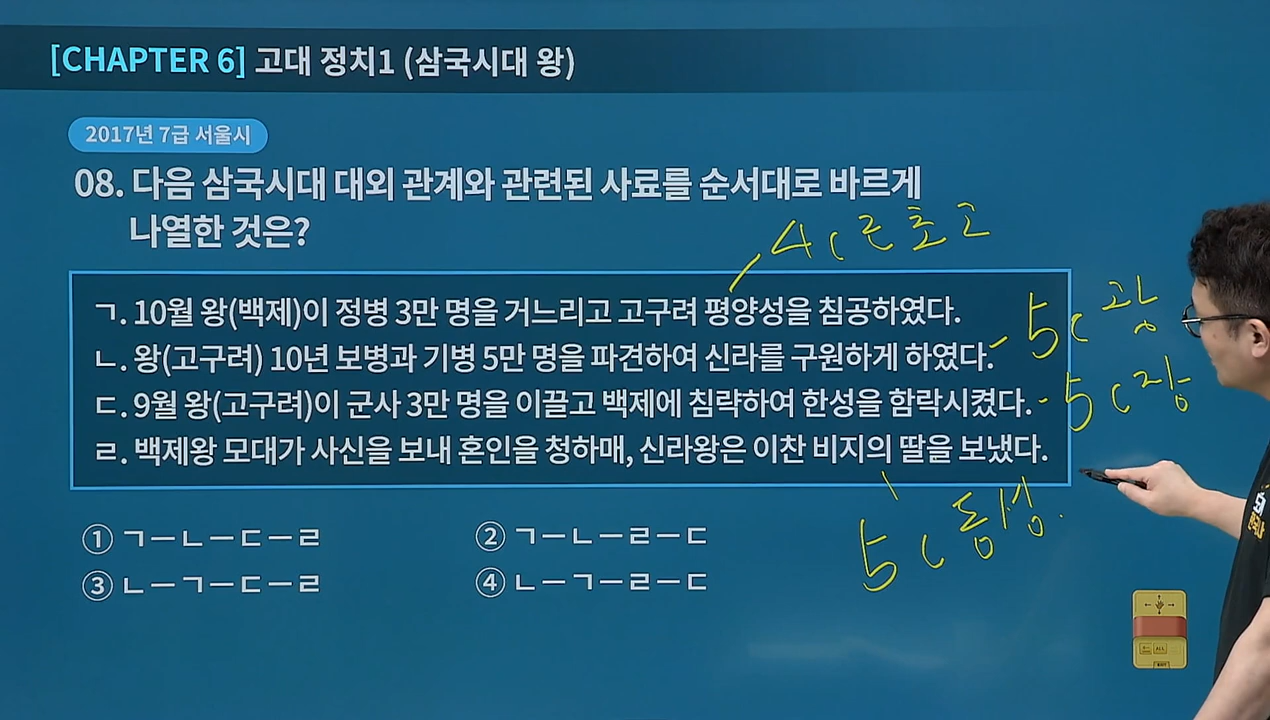 [CHAPTER 6] 고대 정치1 (삼국시대 왕)
2017년 7급 서울시
08. 다음 삼국시대 대외 관계와 관련된 사료를 순서대로 바르게
나열한 것은?
4C 근초고
ㄱ. 10월 왕(백제)이 정병 3만 명을 거느리고 고구려 평양성을 침공하였다.
5C 광
ㄴ. 왕(고구려) 10년 보병과 기병 5만 명을 파견하여 신라를 구원하게 하였다.
5C 장
ㄷ. 9월 왕(고구려)이 군사 3만 명을 이끌고 백제에 침략하여 한성을 함락시켰다.
ㄹ. 백제왕 모대가 사신을 보내 혼인을 청하매, 신라왕은 이찬 비지의 딸을 보냈다.
5C 동성.
① ㄱ-ㄴ-ㄷ-ㄹ
② ㄱ-ㄴ-ㄹ-ㄷ
③ ㄴ-ㄱ-ㄷ-ㄹ
④ ㄴ-ㄱ-ㄹ-ㄷ
ALL